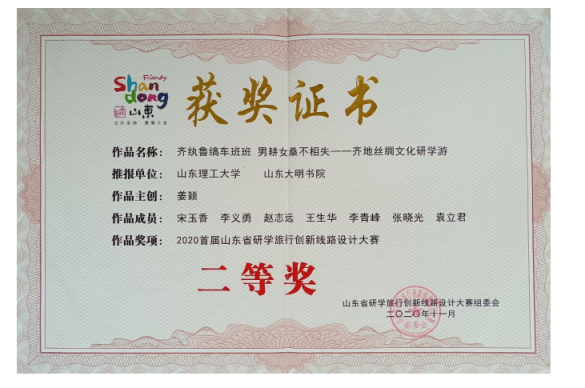 Friendly
Shan
dong
山東
获奖证书
作品名称： 齐纨鲁缟车班班 男耕女桑不相失——齐地丝绸文化研学游
推报单位： 山东理工大学 山东大明书院
作品主创： 姜颖
作品成员： 宋玉香 李义勇 赵志远 王生华 李青峰 张晓光 袁立君
作品奖项： 2020首届山东省研学旅行创新线路设计大赛
二等奖
山东省研学旅行创新线路设计大赛组委会
二〇二〇年十一月
组委会